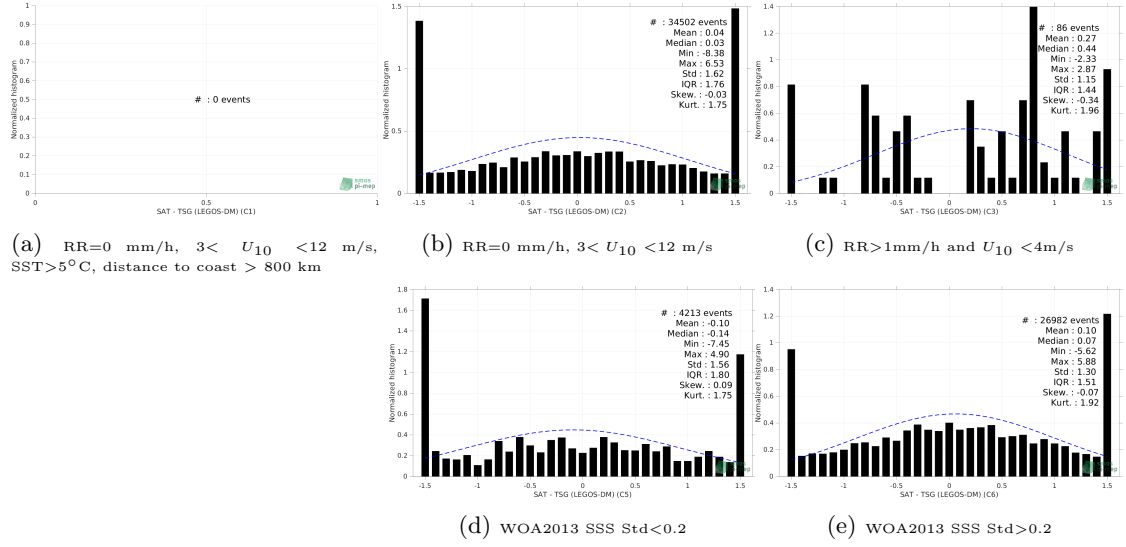 1
0.9
0.8
0.7
0.6
0.5
0.4
0.3
0.2
0.1
0
Normalized histogram
# : 0 events
smos
pi-mep
0 0.5 1
SAT - TSG (LEGOS-DM) (C1)
(a) RR=0 mm/h, 3< U10 <12 m/s,
SST>5°C, distance to coast > 800 km
1.5
1
0.5
0
Normalized histogram
# : 34502 events
Mean : 0.04
Median : 0.03
Min : -8.38
Max : 6.53
Std : 1.62
IQR : 1.76
Skew. : -0.03
Kurt. : 1.75
smos
pi-mep
-1.5 -1 -0.5 0 0.5 1 1.5
SAT - TSG (LEGOS-DM) (C2)
(b) RR=0 mm/h, 3< U10 <12 m/s
1.4
1.2
1
0.8
0.6
0.4
0.2
0
Normalized histogram
# : 86 events
Mean : 0.27
Median : 0.44
Min : -2.33
Max : 2.87
Std : 1.15
IQR : 1.44
Skew. : -0.34
Kurt. : 1.96
pi-mep
-1.5 -1 -0.5 0 0.5 1 1.5
SAT - TSG (LEGOS-DM) (C3)
(c) RR>1mm/h and U10 <4m/s
1.8
1.6
1.4
1.2
1
0.8
0.6
0.4
0.2
0
Normalized histogram
# : 4213 events
Mean : -0.10
Median : -0.14
Min : -7.45
Max : 4.90
Std : 1.56
IQR : 1.80
Skew. : 0.09
Kurt. : 1.75
pi-mep
-1.5 -1 -0.5 0 0.5 1 1.5
SAT - TSG (LEGOS-DM) (C5)
(d) WOA2013 SSS Std<0.2
1.4
1.2
1
0.8
0.6
0.4
0.2
0
Normalized histogram
# : 26982 events
Mean : 0.10
Median : 0.07
Min : -5.62
Max : 5.88
Std : 1.30
IQR : 1.51
Skew. : -0.07
Kurt. : 1.92
pi-mep
-1.5 -1 -0.5 0 0.5 1 1.5
SAT - TSG (LEGOS-DM) (C6)
(e) WOA2013 SSS Std>0.2